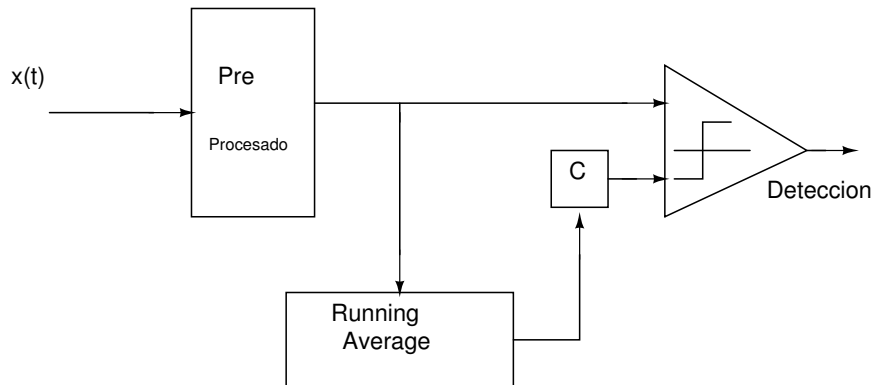 x(t)
Pre
Procesado
C
Deteccion
Running
Average